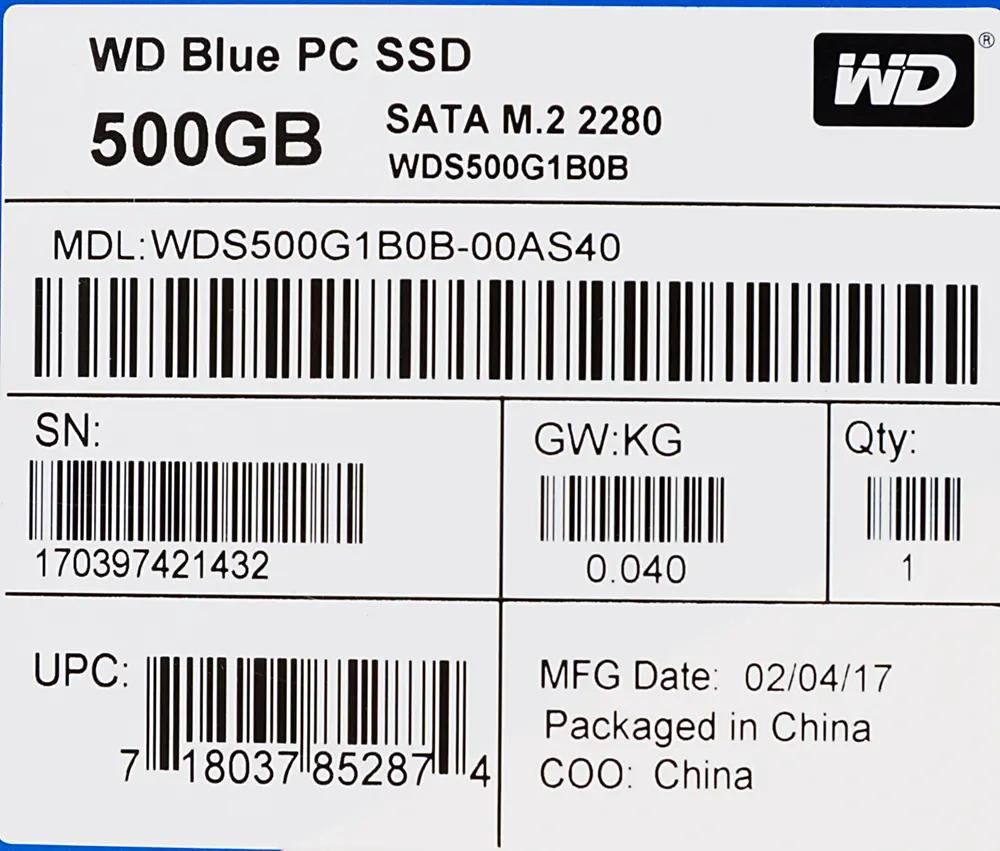 WD Blue PC SSD
WD®
500GB
SATA M.2 2280
WDS500G1B0B
MDL:WDS500G1B0B-00AS40
SN:
170397421432
GW:KG
0.040
Qty:
1
UPC:
7 18037 85287 4
MFG Date: 02/04/17
Packaged in China
COO: China